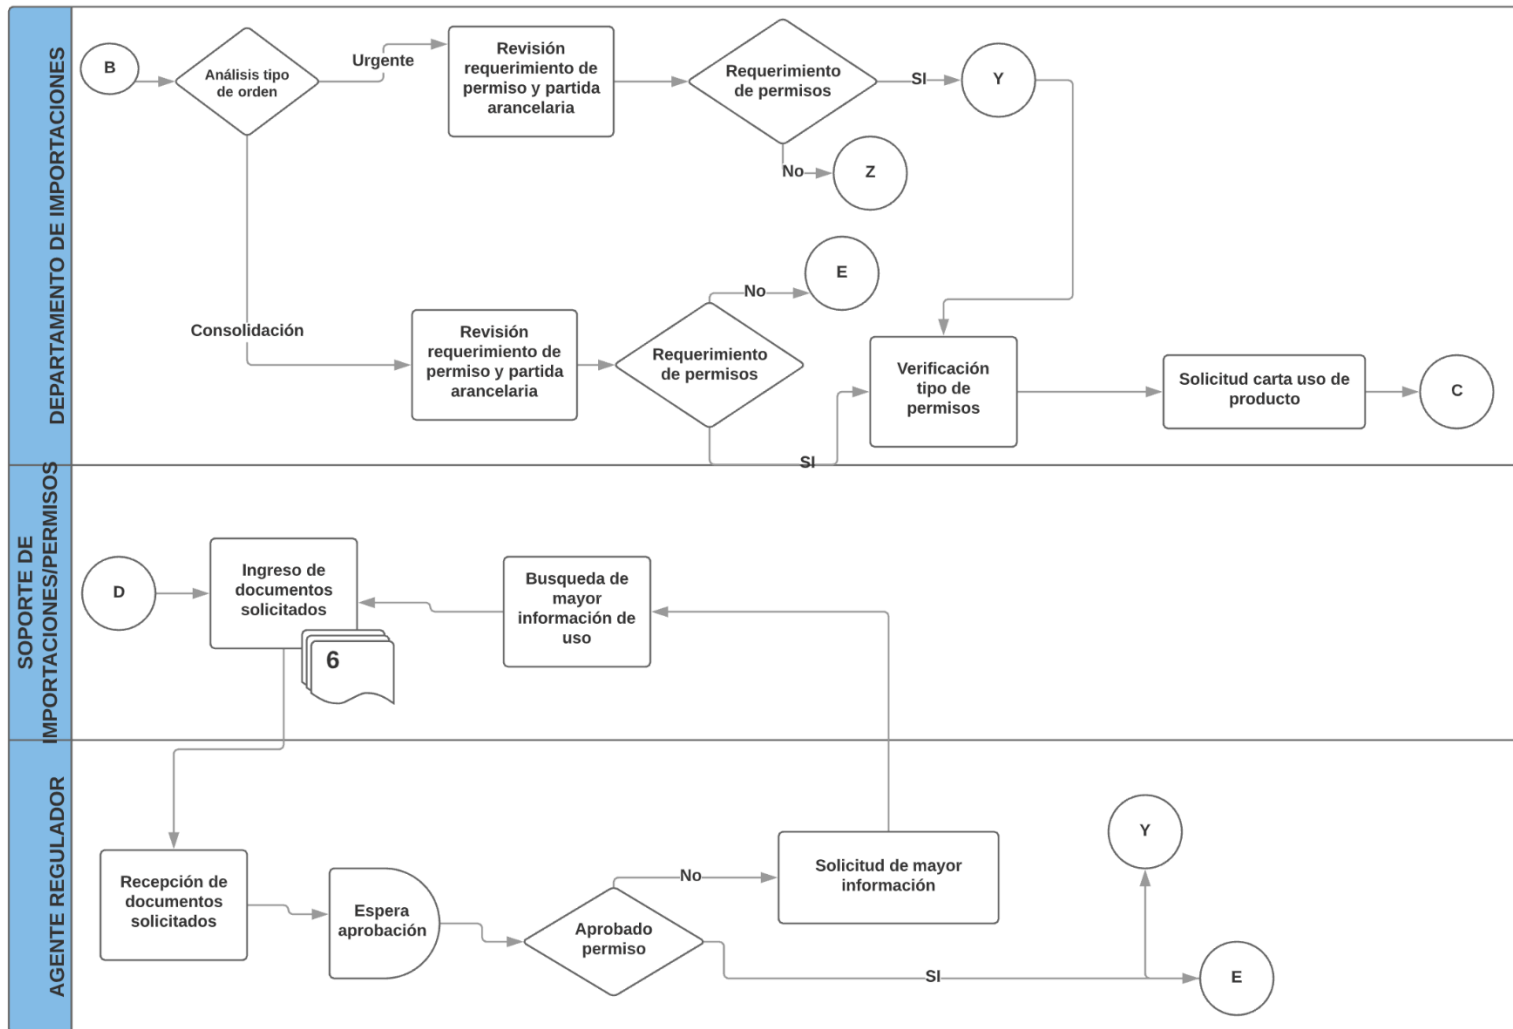 DEPARTAMENTO DE IMPORTACIONES
B
Análisis tipo
de orden
Urgente
Revisión
requerimiento de
permiso y partida
arancelaria
Requerimiento
de permisos
SI
Y
No
Z
Consolidación
Revisión
requerimiento de
permiso y partida
arancelaria
Requerimiento
de permisos
No
E
SI
Verificación
tipo de
permisos
Solicitud carta uso de
producto
C
SOPORTE DE
IMPORTACIONES/PERMISOS
D
Ingreso de
documentos
solicitados
6
Busqueda de
mayor
información de
uso
AGENTE REGULADOR
Recepción de
documentos
solicitados
Espera
aprobación
Aprobado
permiso
No
Solicitud de mayor
información
SI
Y
E